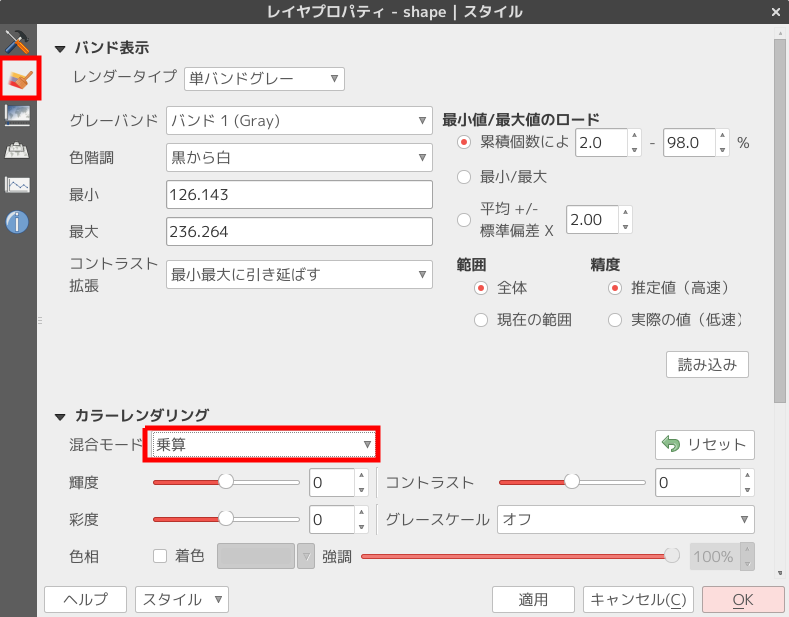 レイヤプロパティ - shape | スタイル
バンド表示
レンダータイプ 単バンドグレー
グレーバンド バンド 1 (Gray)
色階調 黒から白
最小 126.143
最大 236.264
コントラスト
拡張
最小最大に引き延ばす
最小値/最大値のロード
累積個数によ 2.0 - 98.0 %
最小/最大
平均 +/-
標準偏差 X
2.00
範囲 精度
全体 推定値（高速）
現在の範囲 実際の値（低速）
読み込み
カラーレンダリング
混合モード 乗算 リセット
輝度 0 コントラスト 0
彩度 0 グレースケール オフ
色相 着色 強調 100%
ヘルプ スタイル 適用 キャンセル(C) OK